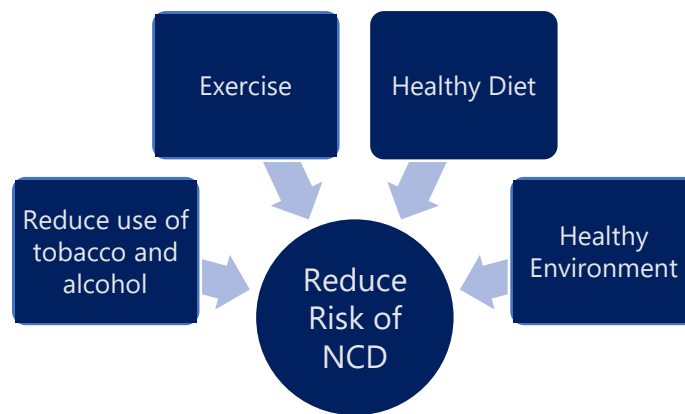 Exercise
Healthy Diet
Reduce use of
tobacco and
alcohol
Healthy
Environment
Reduce
Risk of
NCD